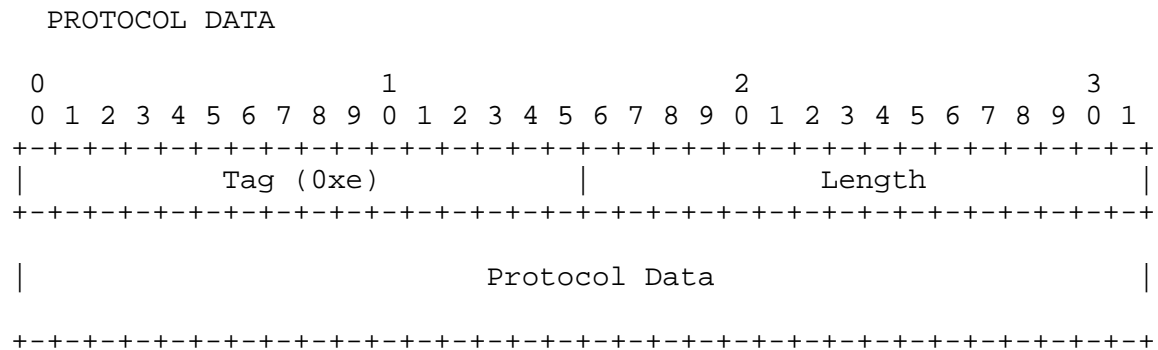 PROTOCOL DATA
0                   1                   2                   3
0 1 2 3 4 5 6 7 8 9 0 1 2 3 4 5 6 7 8 9 0 1 2 3 4 5 6 7 8 9 0 1
+-+-+-+-+-+-+-+-+-+-+-+-+-+-+-+-+-+-+-+-+-+-+-+-+-+-+-+-+-+-+-+-+
|           Tag (0xe)           |             Length            |
+-+-+-+-+-+-+-+-+-+-+-+-+-+-+-+-+-+-+-+-+-+-+-+-+-+-+-+-+-+-+-+-+
|                          Protocol Data                        |
+-+-+-+-+-+-+-+-+-+-+-+-+-+-+-+-+-+-+-+-+-+-+-+-+-+-+-+-+-+-+-+-+